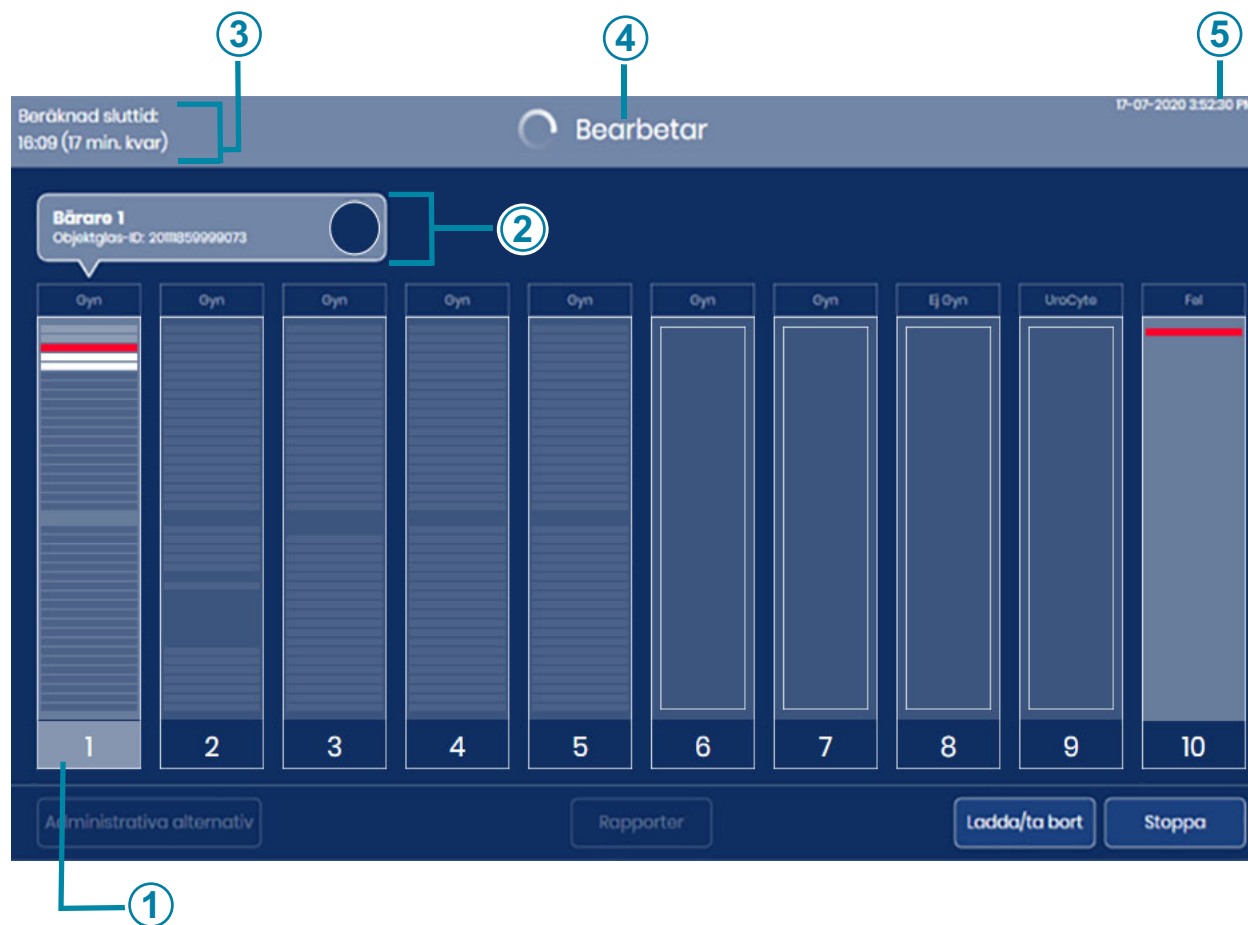 3
4
5
Beräknad sluttid:
16:09 (17 min. kvar)
Bearbetar
17-07-2020 3:52:30 PM
Bärare 1
Objektglas-ID: 20111859999073
2
Gyn
Gyn
Gyn
Gyn
Gyn
Gyn
Gyn
Ej Gyn
UroCyte
Fel
1
2
3
4
5
6
7
8
9
10
Administrativa alternativ
Rapporter
Ladda/ta bort
Stoppa
1